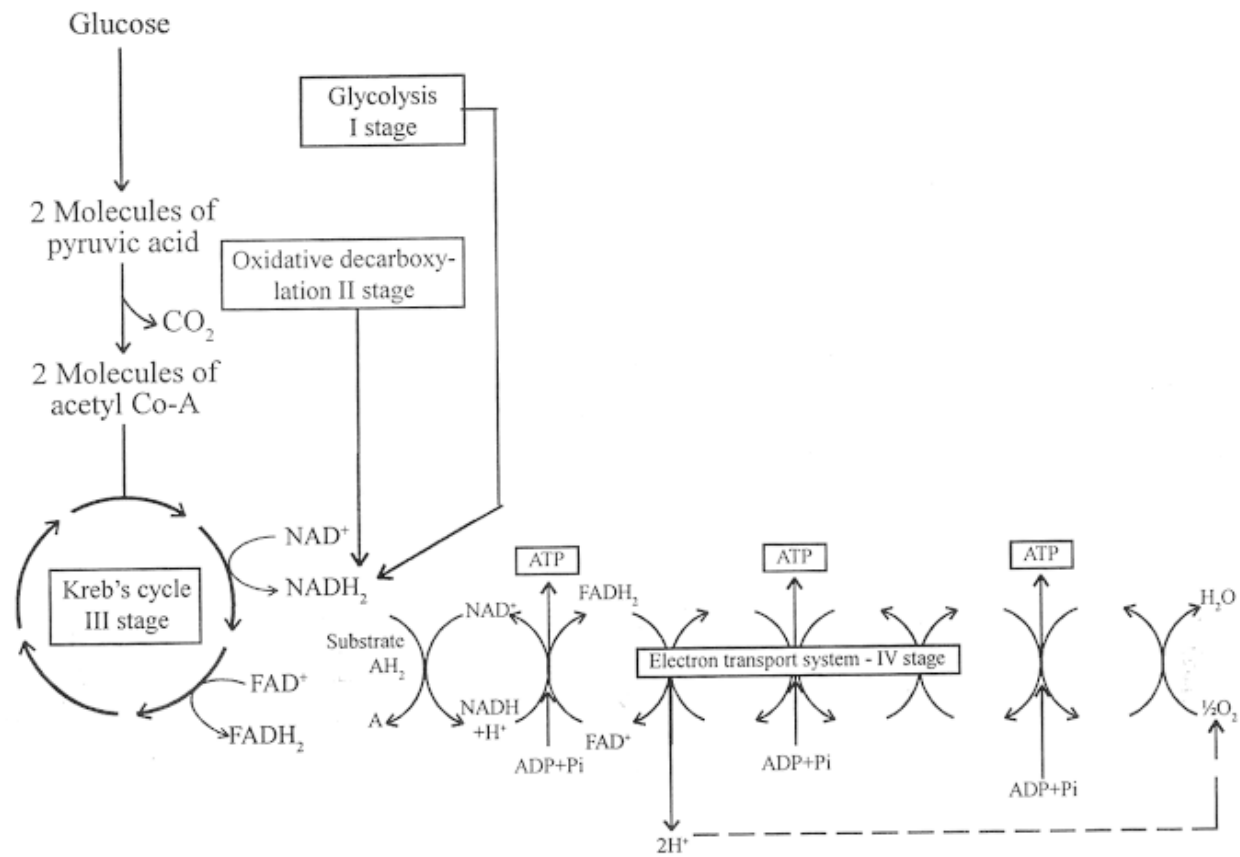 Glucose
Glycolysis
I stage
2 Molecules of
pyruvic acid
Oxidative decarboxy-
lation II stage
CO₂
2 Molecules of
acetyl Co-A
NAD⁺
NADH₂
Kreb's cycle
III stage
FAD⁺
FADH₂
ATP
ATP
ATP
Substrate
AH₂
A
NAD⁺
NADH
+H⁺
FADH₂
FAD⁺
Electron transport system - IV stage
H₂O
½O₂
ADP+Pi
ADP+Pi
ADP+Pi
2H⁺